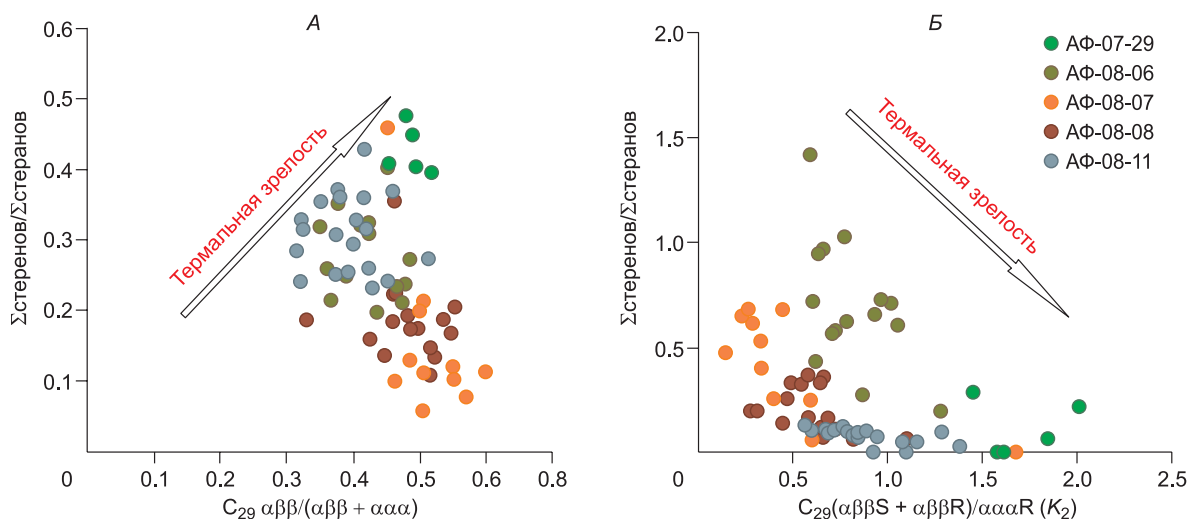 А
0.6
0.5
0.4
0.3
0.2
0.1
0
0.1
0.2
0.3
0.4
0.5
0.6
0.8
Σстеренов/Σстеранов
Термальная зрелость
C₂₉ αββ/(αββ + ααα)
Б
2.0
1.5
1.0
0.5
0
0.5
1.0
1.5
2.0
2.5
Σстеренов/Σстеранов
Термальная зрелость
C₂₉(αββS + αββR)/αααR (K₂)
АФ-07-29
АФ-08-06
АФ-08-07
АФ-08-08
АФ-08-11